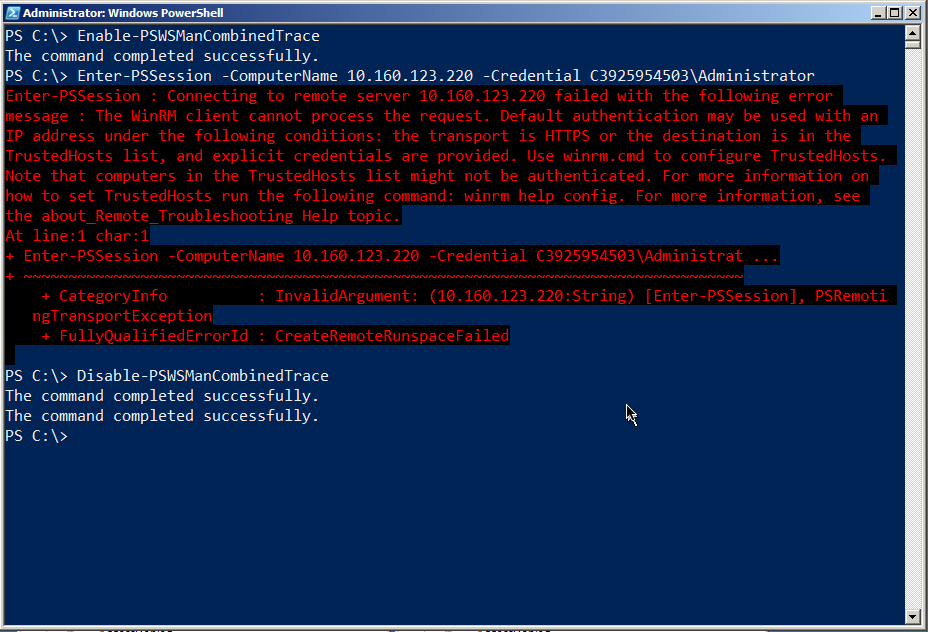 Administrator: Windows PowerShell
PS C:\> Enable-PSWSManCombinedTrace
The command completed successfully.
PS C:\> Enter-PSSession -ComputerName 10.160.123.220 -Credential C3925954503\Administrator
Enter-PSSession : Connecting to remote server 10.160.123.220 failed with the following error
message : The WinRM client cannot process the request. Default authentication may be used with an
IP address under the following conditions: the transport is HTTPS or the destination is in the
TrustedHosts list, and explicit credentials are provided. Use winrm.cmd to configure TrustedHosts.
Note that computers in the TrustedHosts list might not be authenticated. For more information on
how to set TrustedHosts run the following command: winrm help config. For more information, see
the about_Remote_Troubleshooting Help topic.
At line:1 char:1
+ Enter-PSSession -ComputerName 10.160.123.220 -Credential C3925954503\Administrat ...
+ ~~~~~~~~~~~~~~~~~~~~~~~~~~~~~~~~~~~~~~~~~~~~~~~~~~~~~~~~~~~~~~~~~~~~~~~~~~~~~~~~
    + CategoryInfo          : InvalidArgument: (10.160.123.220:String) [Enter-PSSession], PSRemoti
   ngTransportException
    + FullyQualifiedErrorId : CreateRemoteRunspaceFailed
PS C:\> Disable-PSWSManCombinedTrace
The command completed successfully.
The command completed successfully.
PS C:\>